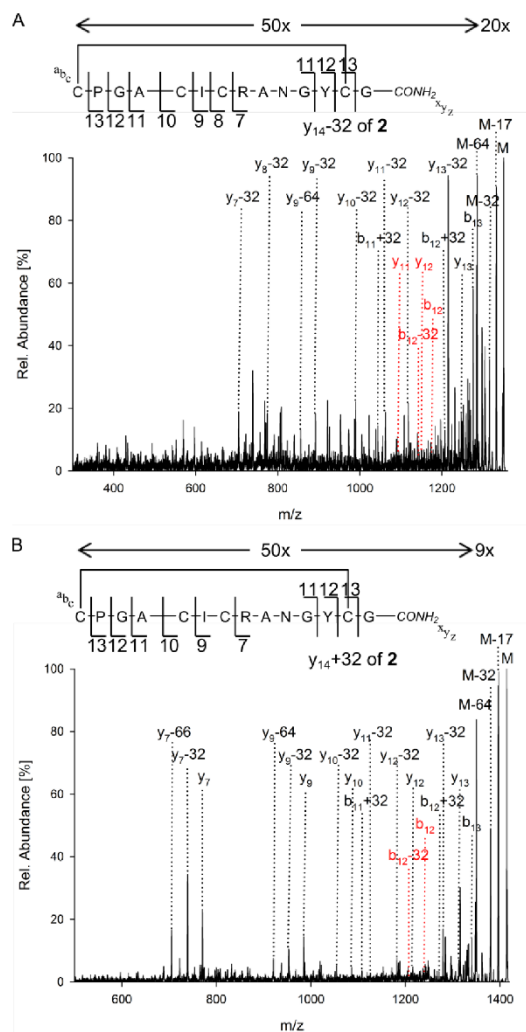 A
50x 20x
a b c
11 12 13
C P G A C I C R A N G Y C G CONH2 x y z
13 12 11 10 9 8 7
y14-32 of 2
M-17
M-64 M
y8-32 y9-32 y11-32 y13-32 M-32
y7-32 y9-64 y10-32 y12-32 b13
b11+32 b12+32 y13
y11 y12
b12
b12-32
Rel. Abundance [%]
100
80
60
40
20
0
400 600 800 1000 1200
m/z
B
50x 9x
a b c
11 12 13
C P G A C I C R A N G Y C G CONH2 x y z
13 12 11 10 9 7
y14+32 of 2
M-17
M-32 M
M-64
y7-66 y9-64 y11-32 y13-32
y7-32 y9-32 y10-32 y12-32
y7 y9 y10 y12 y13
b11+32 b12+32 b13
b12
b12-32
Rel. Abundance [%]
100
80
60
40
20
0
600 800 1000 1200 1400
m/z